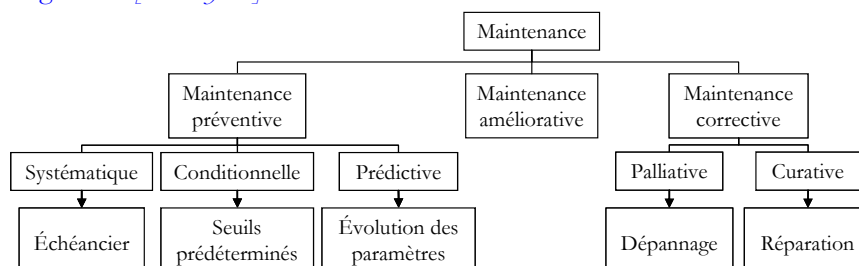 Maintenance
Maintenance
préventive
Maintenance
améliorative
Maintenance
corrective
Systématique
Conditionnelle
Prédictive
Palliative
Curative
Échéancier
Seuils
prédéterminés
Évolution des
paramètres
Dépannage
Réparation